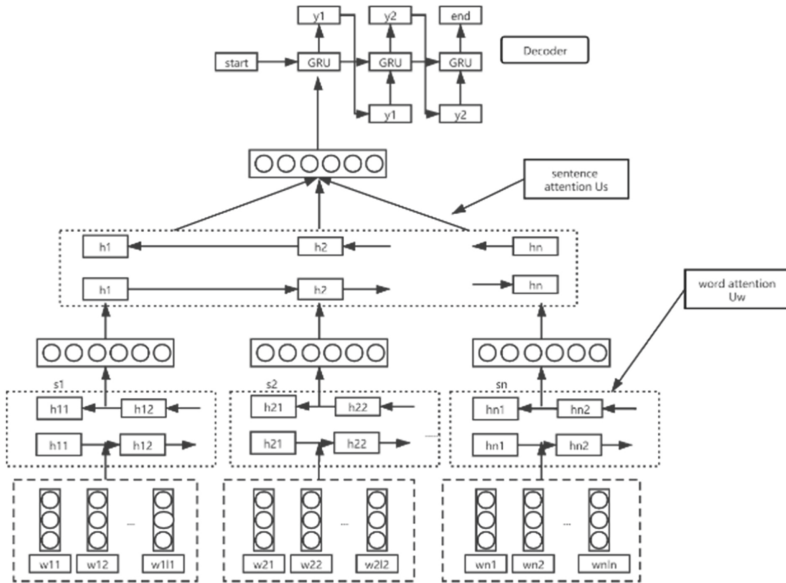 y1 y2 end
start GRU GRU GRU Decoder
y1 y2
sentence
attention Us
h1 h2 hn
h1 h2 hn
word attention
Uw
s1 s2 sn
h11 h12 h21 h22 hn1 hn2
h11 h12 h21 h22 ... hn1 hn2
... ... ...
w11 w12 w1l1 w21 w22 w2l2 wn1 wn2 wnln